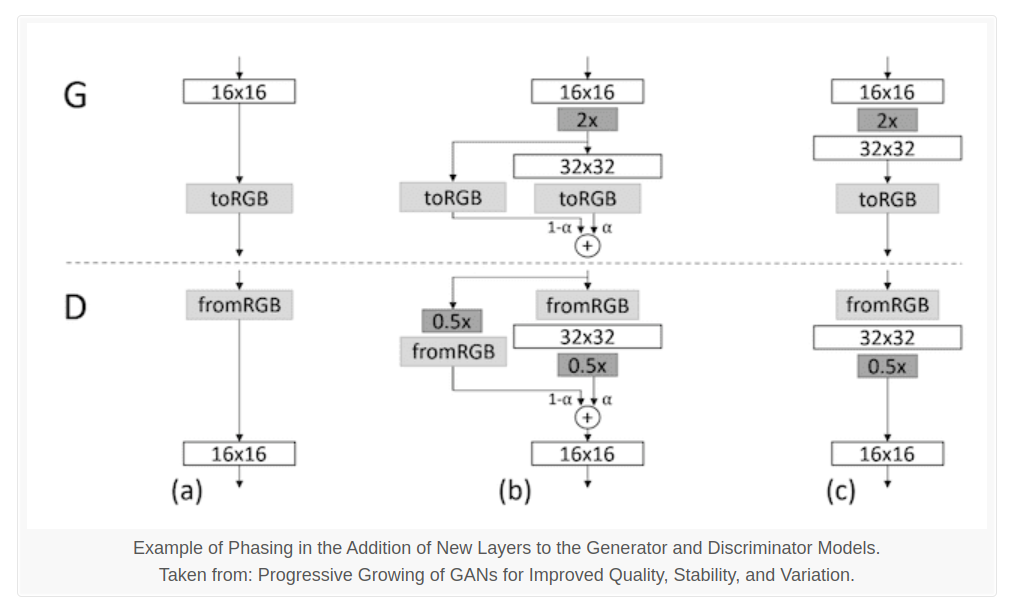 G
16x16
toRGB
16x16
2x
32x32
toRGB
toRGB
1-α
α
+
16x16
2x
32x32
toRGB
D
fromRGB
16x16
(a)
fromRGB
0.5x
32x32
fromRGB
0.5x
1-α
α
+
16x16
(b)
fromRGB
32x32
0.5x
16x16
(c)
Example of Phasing in the Addition of New Layers to the Generator and Discriminator Models.
Taken from: Progressive Growing of GANs for Improved Quality, Stability, and Variation.